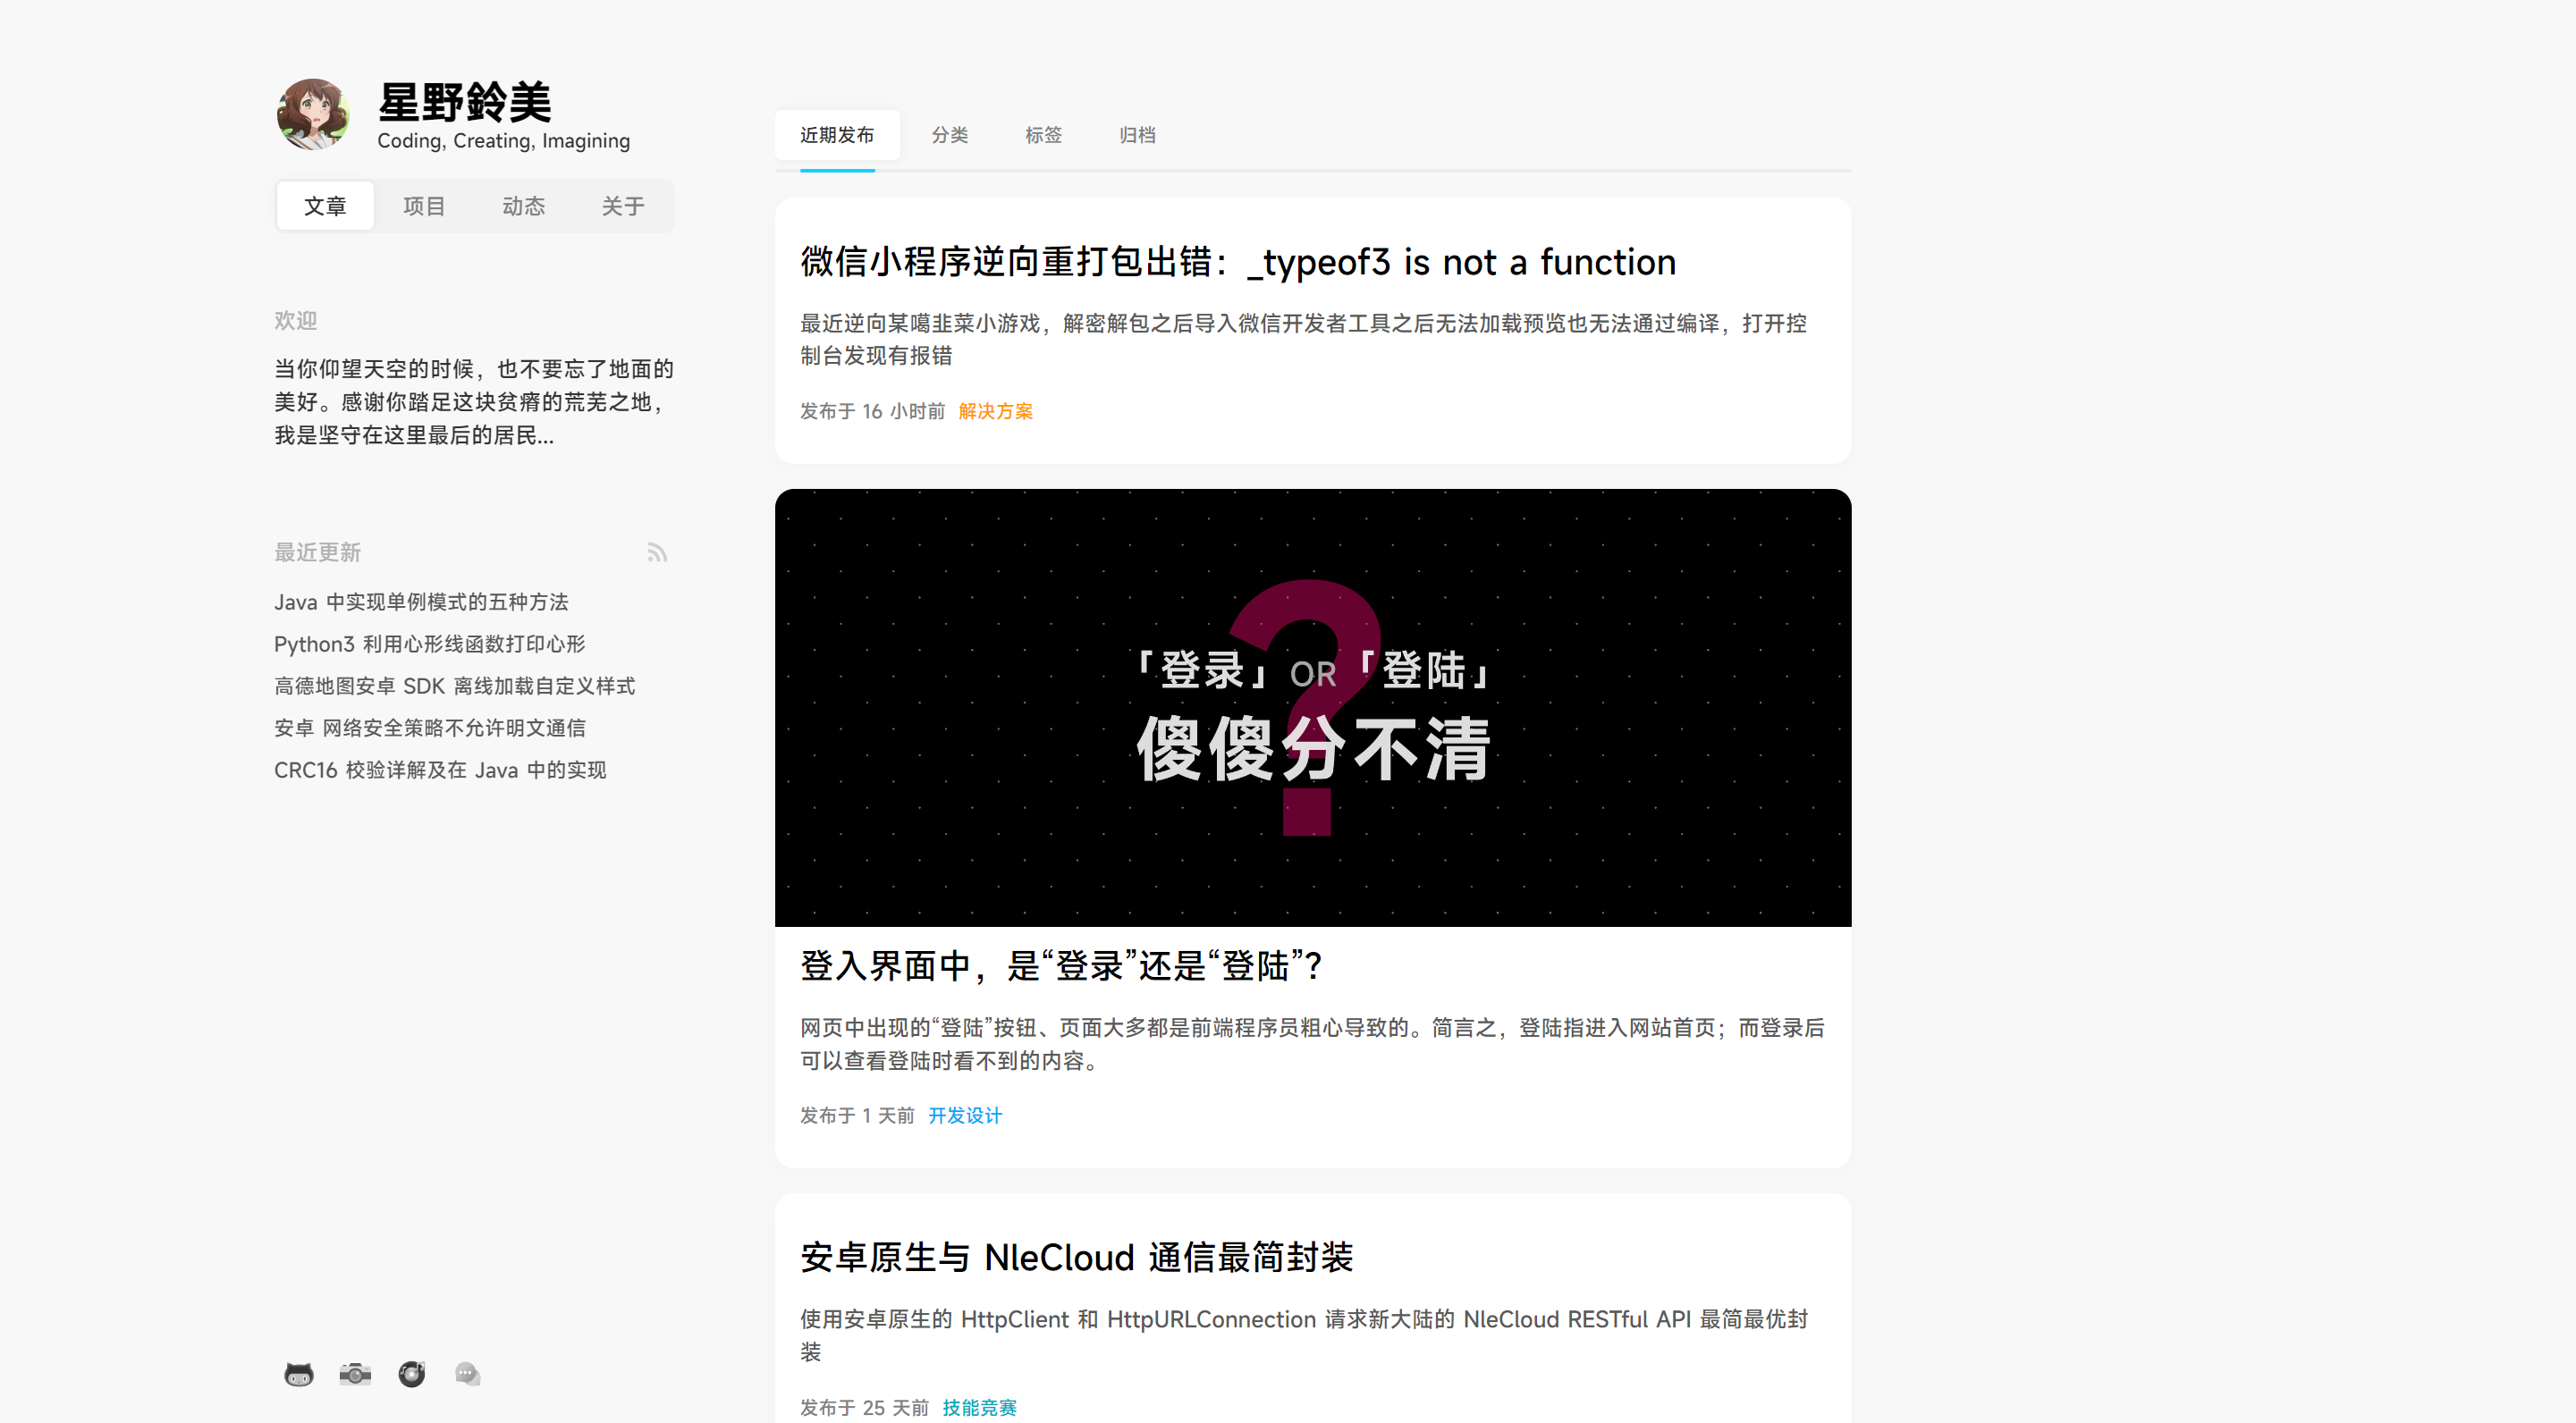 星野鈴美
Coding, Creating, Imagining
文章 项目 动态 关于
欢迎
当你仰望天空的时候，也不要忘了地面的
美好。感谢你踏足这块贫瘠的荒芜之地，
我是坚守在这里最后的居民...
最近更新
Java 中实现单例模式的五种方法
Python3 利用心形线函数打印心形
高德地图安卓 SDK 离线加载自定义样式
安卓 网络安全策略不允许明文通信
CRC16 校验详解及在 Java 中的实现
近期发布 分类 标签 归档
微信小程序逆向重打包出错：_typeof3 is not a function
最近逆向某噶韭菜小游戏，解密解包之后导入微信开发者工具之后无法加载预览也无法通过编译，打开控
制台发现有报错
发布于 16 小时前 解决方案
？
「登录」OR「登陆」
傻傻分不清
登入界面中，是“登录”还是“登陆”？
网页中出现的“登陆”按钮、页面大多都是前端程序员粗心导致的。简言之，登陆指进入网站首页；而登录后
可以查看登陆时看不到的内容。
发布于 1 天前 开发设计
安卓原生与 NleCloud 通信最简封装
使用安卓原生的 HttpClient 和 HttpURLConnection 请求新大陆的 NleCloud RESTful API 最简最优封
装
发布于 25 天前 技能竞赛